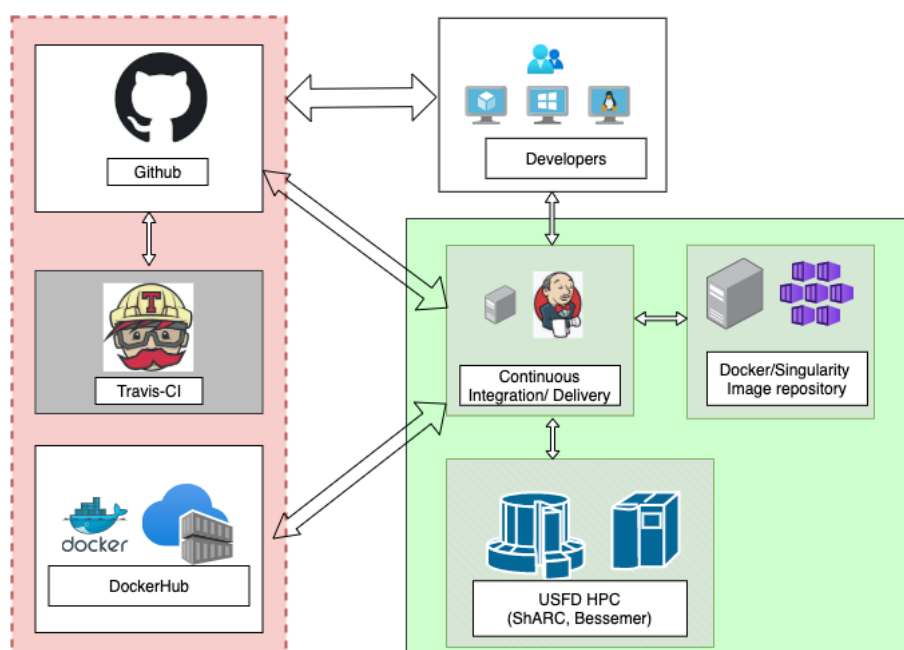 Github
Developers
T
Travis-CI
Continuous
Integration/ Delivery
Docker/Singularity
Image repository
docker
DockerHub
USFD HPC
(ShARC, Bessemer)